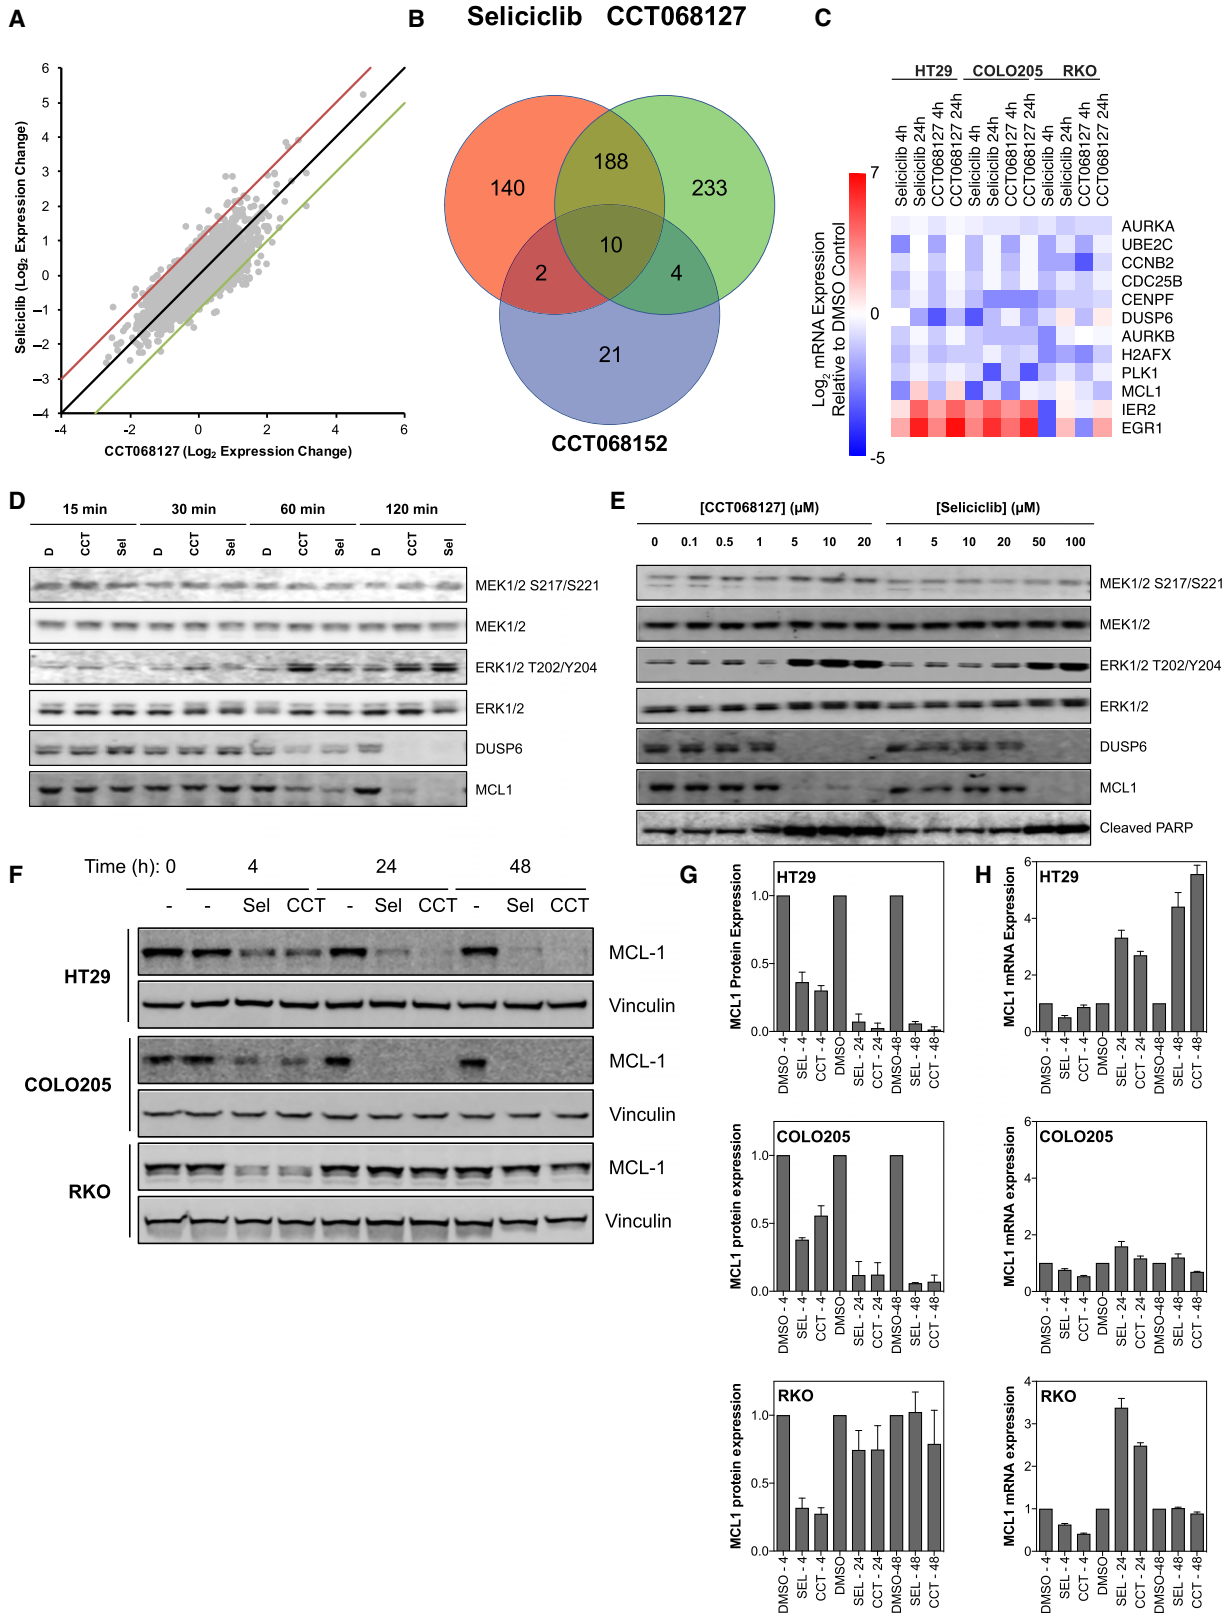 A
6
5
4
3
2
1
0
–1
–2
–3
–4
-4
-2
0
2
4
6
Seliciclib (Log2 Expression Change)
CCT068127 (Log2 Expression Change)
B
Seliciclib CCT068127
140
188
233
10
2
4
21
CCT068152
C
HT29 COLO205 RKO
Seliciclib 4h
Seliciclib 24h
CCT068127 4h
CCT068127 24h
Seliciclib 4h
Seliciclib 24h
CCT068127 4h
CCT068127 24h
Seliciclib 4h
Seliciclib 24h
CCT068127 4h
CCT068127 24h
7
0
-5
Log2 mRNA Expression
Relative to DMSO Control
AURKA
UBE2C
CCNB2
CDC25B
CENPF
DUSP6
AURKB
H2AFX
PLK1
MCL1
IER2
EGR1
D
15 min 30 min 60 min 120 min
D CCT Sel D CCT Sel D CCT Sel D CCT Sel
MEK1/2 S217/S221
MEK1/2
ERK1/2 T202/Y204
ERK1/2
DUSP6
MCL1
E
[CCT068127] (µM) [Seliciclib] (µM)
0 0.1 0.5 1 5 10 20 1 5 10 20 50 100
MEK1/2 S217/S221
MEK1/2
ERK1/2 T202/Y204
ERK1/2
DUSP6
MCL1
Cleaved PARP
F
Time (h): 0 4 24 48
- - Sel CCT - Sel CCT - Sel CCT
HT29
MCL-1
Vinculin
COLO205
MCL-1
Vinculin
RKO
MCL-1
Vinculin
G
HT29
MCL1 Protein Expression
1.0
0.5
0.0
DMSO - 4
SEL - 4
CCT - 4
DMSO
SEL - 24
CCT - 24
DMSO-48
SEL - 48
CCT - 48
COLO205
MCL1 protein expression
1.0
0.5
0.0
DMSO - 4
SEL - 4
CCT - 4
DMSO
SEL - 24
CCT - 24
DMSO-48
SEL - 48
CCT - 48
RKO
MCL1 protein expression
1.0
0.5
0.0
DMSO - 4
SEL - 4
CCT - 4
DMSO
SEL - 24
CCT - 24
DMSO-48
SEL - 48
CCT - 48
H
HT29
MCL1 mRNA Expression
6
4
2
0
DMSO - 4
SEL - 4
CCT - 4
DMSO
SEL - 24
CCT - 24
DMSO-48
SEL - 48
CCT - 48
COLO205
MCL1 mRNA expression
6
4
2
0
DMSO - 4
SEL - 4
CCT - 4
DMSO
SEL - 24
CCT - 24
DMSO-48
SEL - 48
CCT - 48
RKO
MCL1 mRNA expression
4
3
2
1
0
DMSO - 4
SEL - 4
CCT - 4
DMSO
SEL - 24
CCT - 24
DMSO-48
SEL - 48
CCT - 48